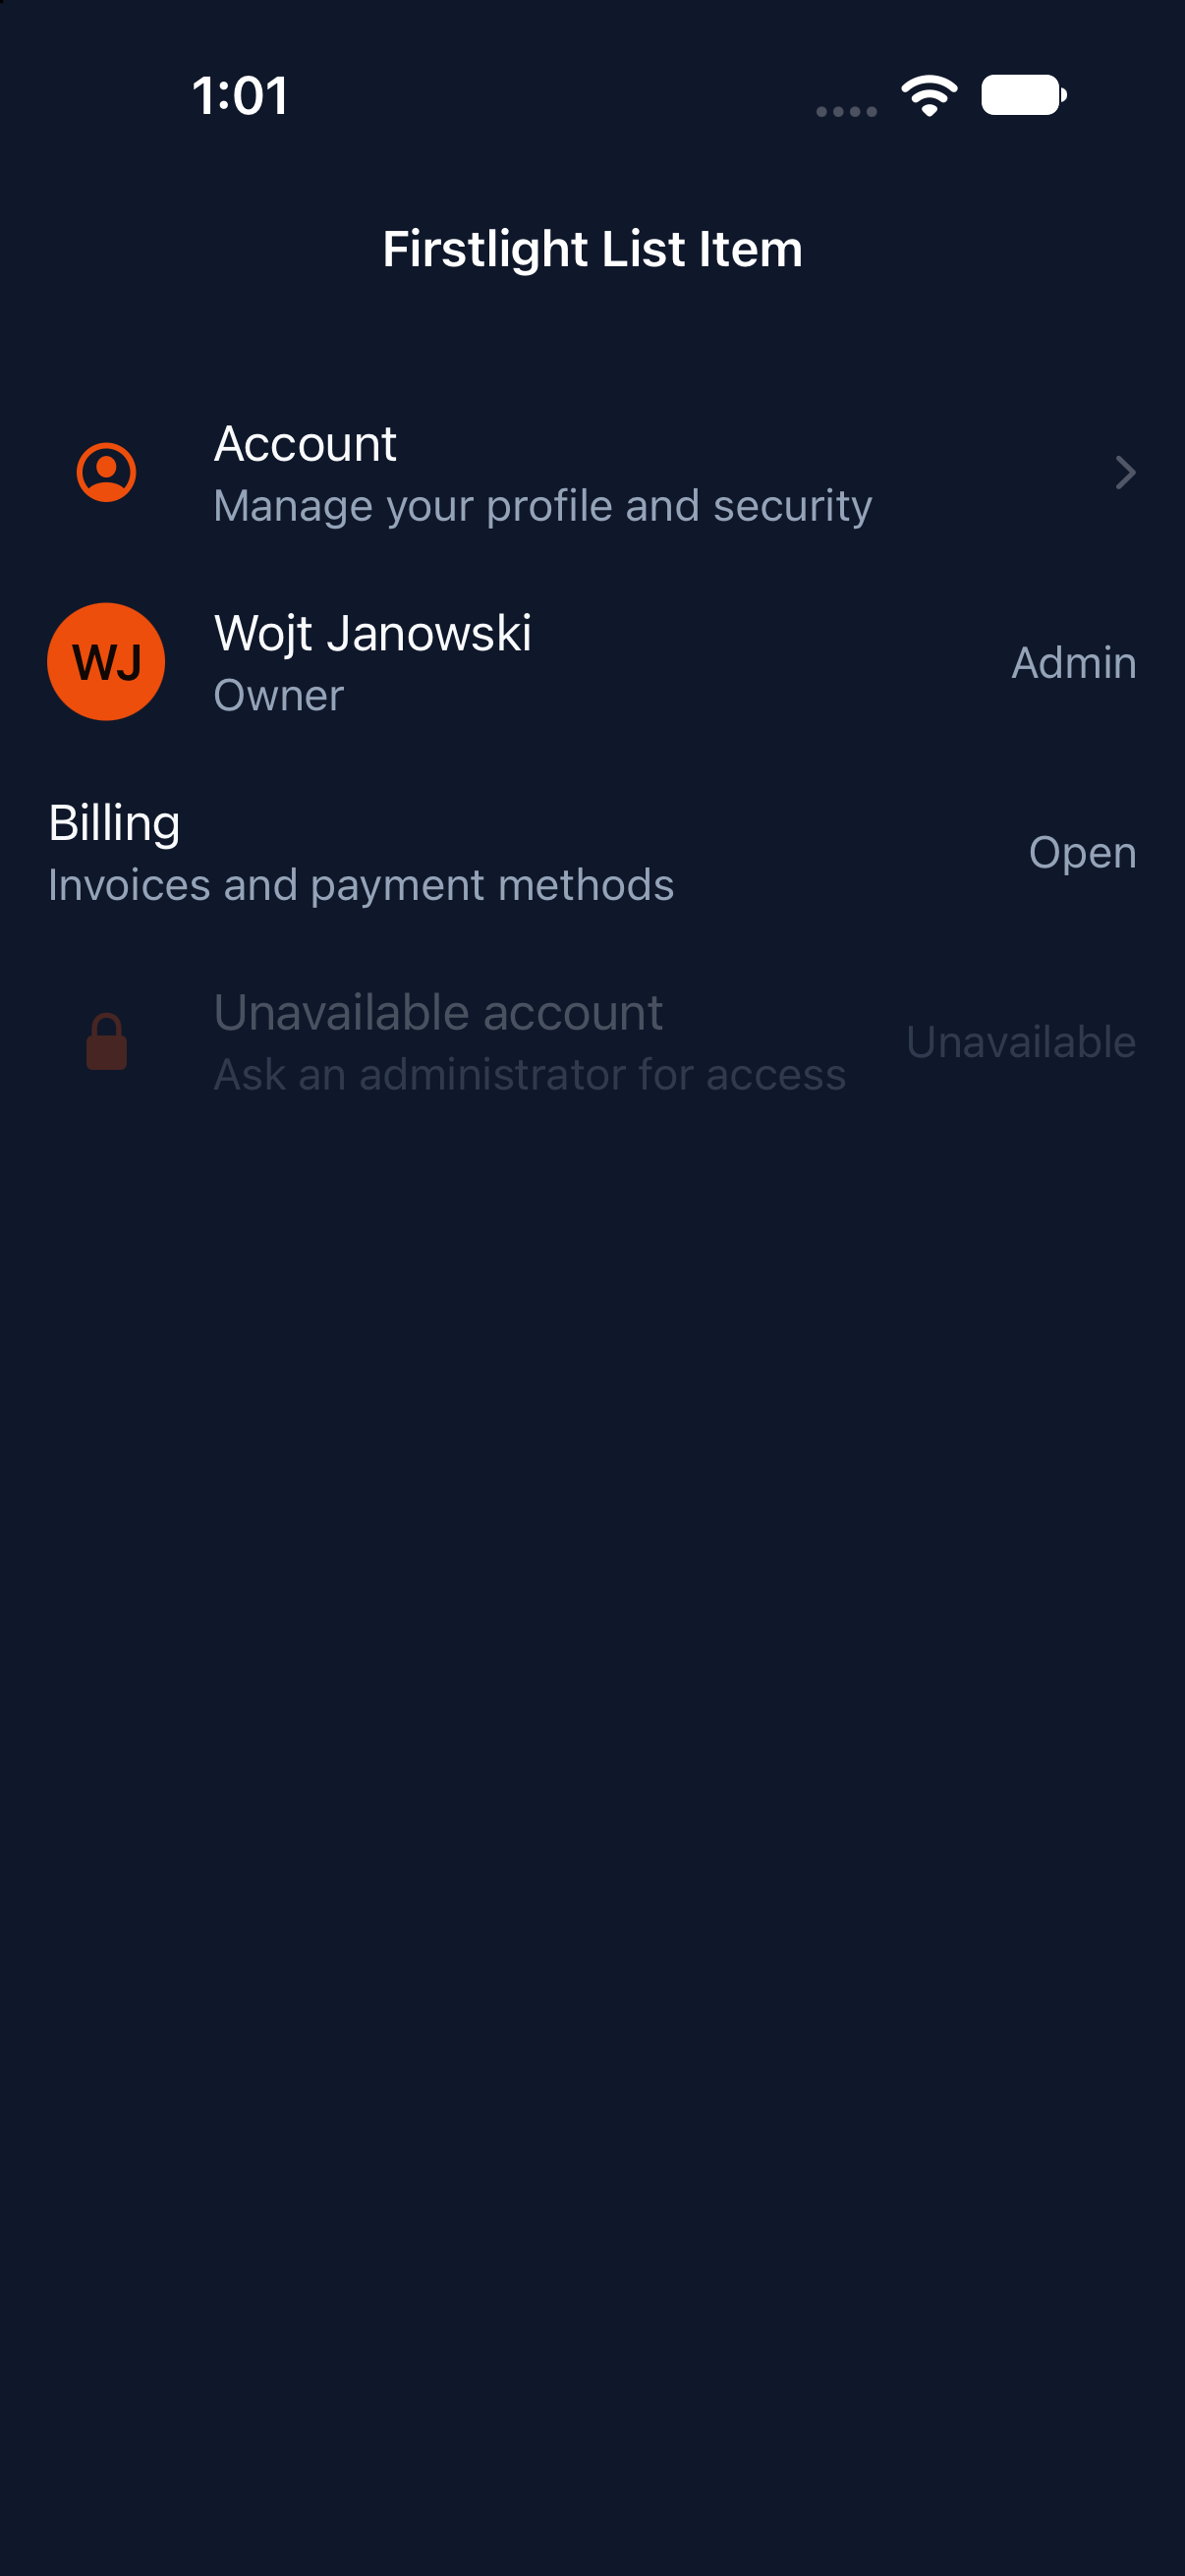 1:01
Firstlight List Item
Account
Manage your profile and security
WJ
Wojt Janowski
Owner
Admin
Billing
Invoices and payment methods
Open
Unavailable account
Ask an administrator for access
Unavailable